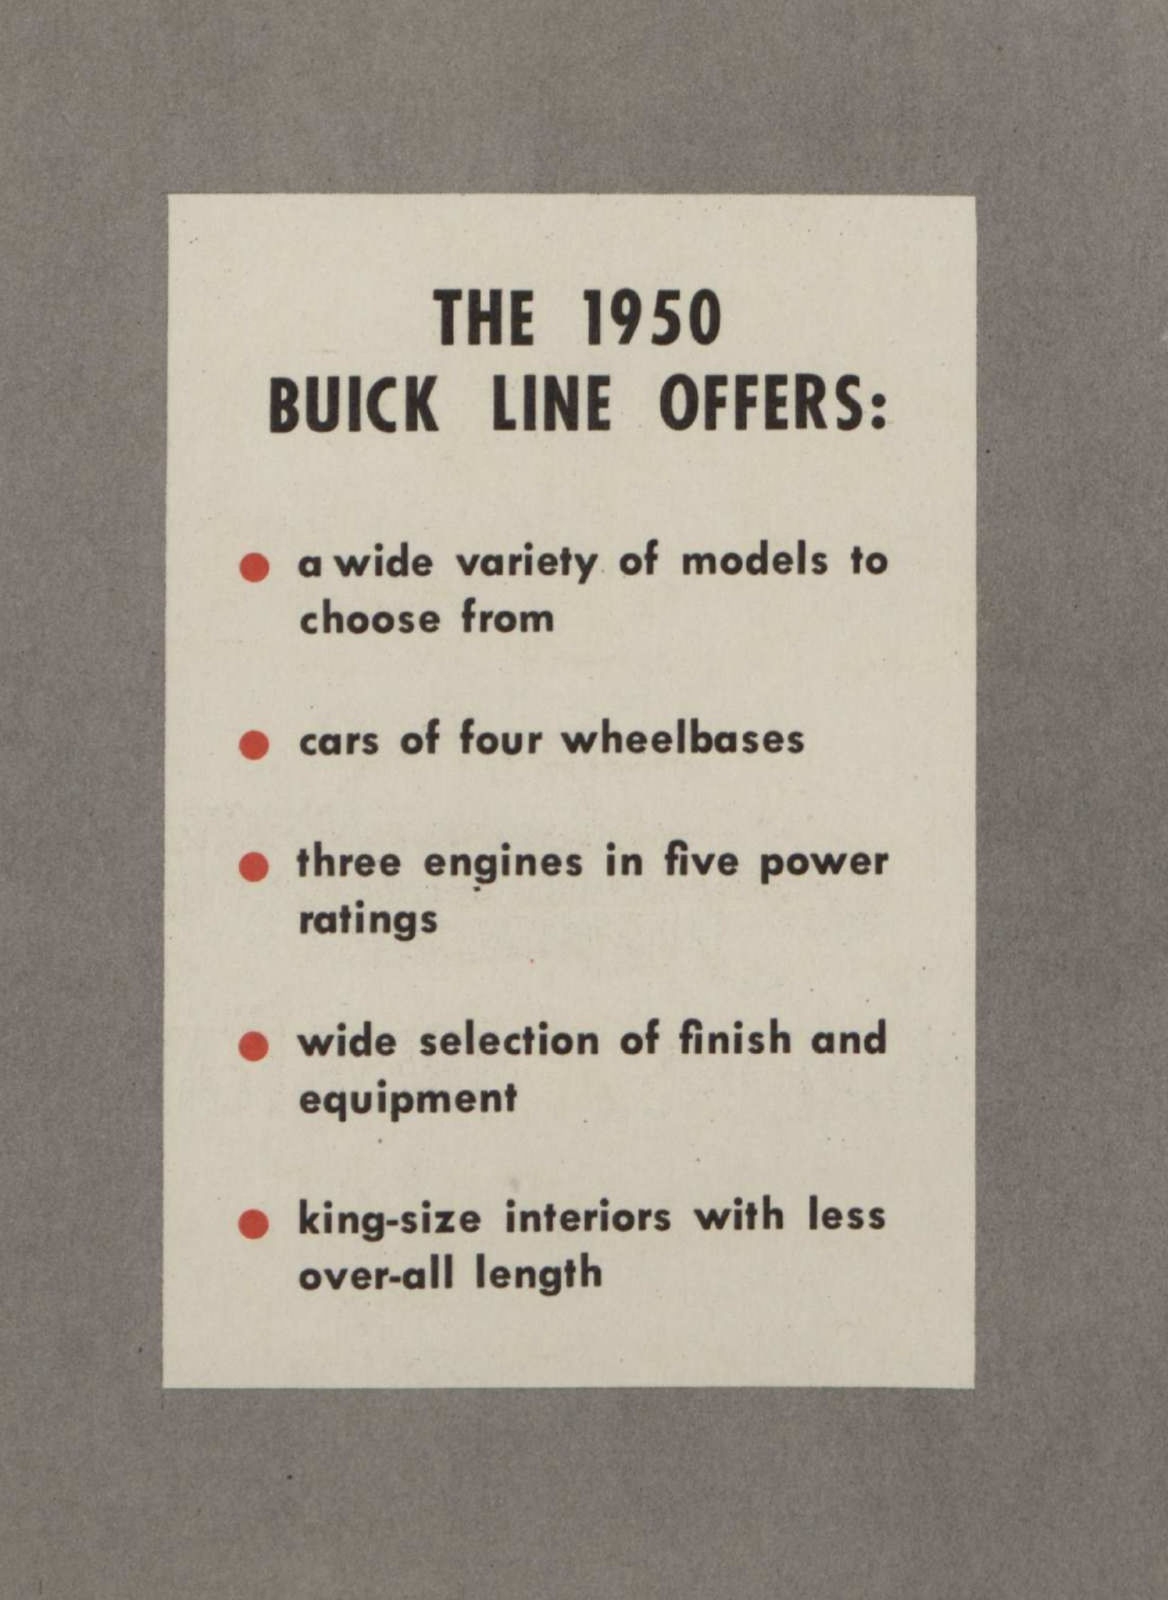 THE 1950
BUICK LINE OFFERS:
● a wide variety of models to
choose from
● cars of four wheelbases
● three engines in five power
ratings
● wide selection of finish and
equipment
● king-size interiors with less
over-all length